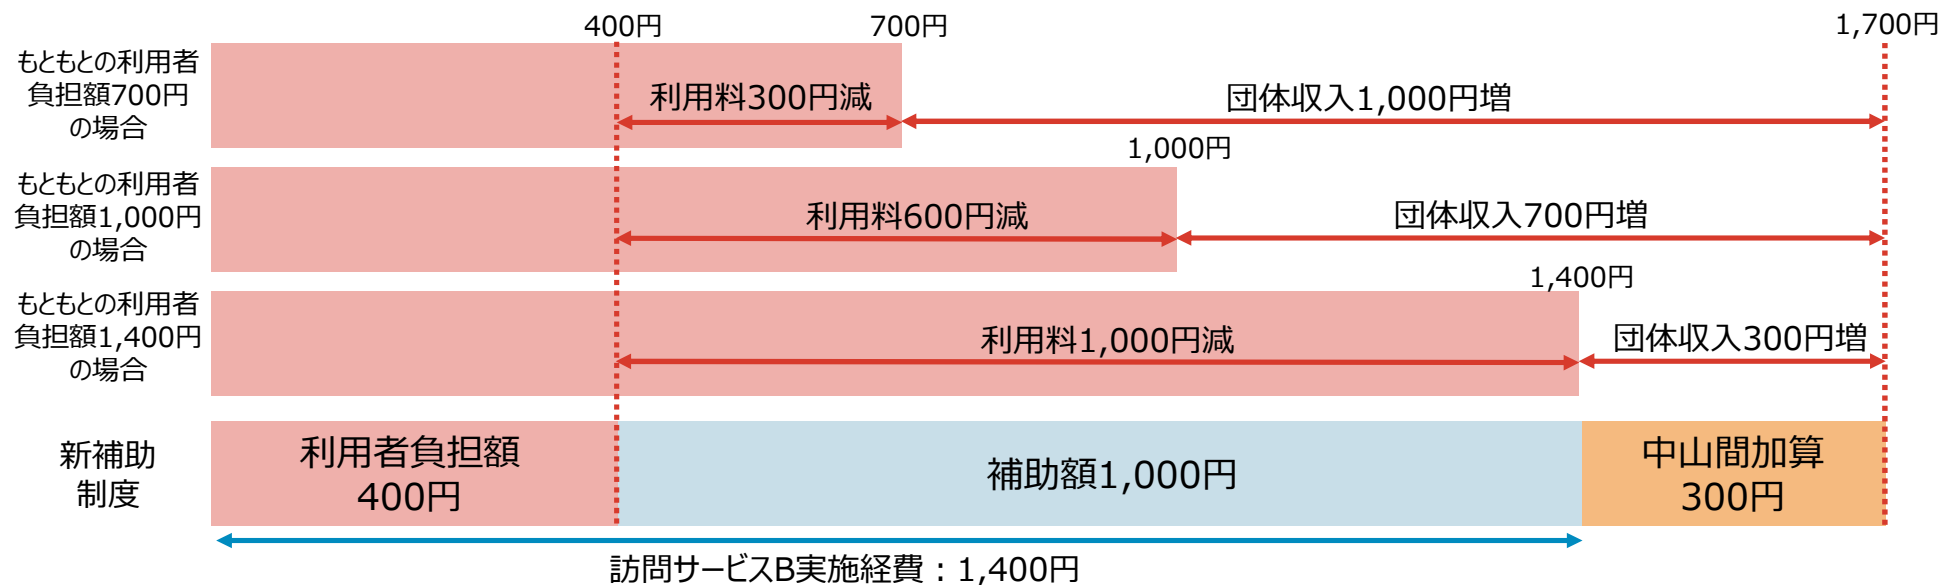 400円
700円
1,700円
もともとの利用者
負担額700円
の場合
利用料300円減
団体収入1,000円増
1,000円
もともとの利用者
負担額1,000円
の場合
利用料600円減
団体収入700円増
1,400円
もともとの利用者
負担額1,400円
の場合
利用料1,000円減
団体収入300円増
新補助
制度
利用者負担額
400円
補助額1,000円
中山間加算
300円
訪問サービスB実施経費：1,400円